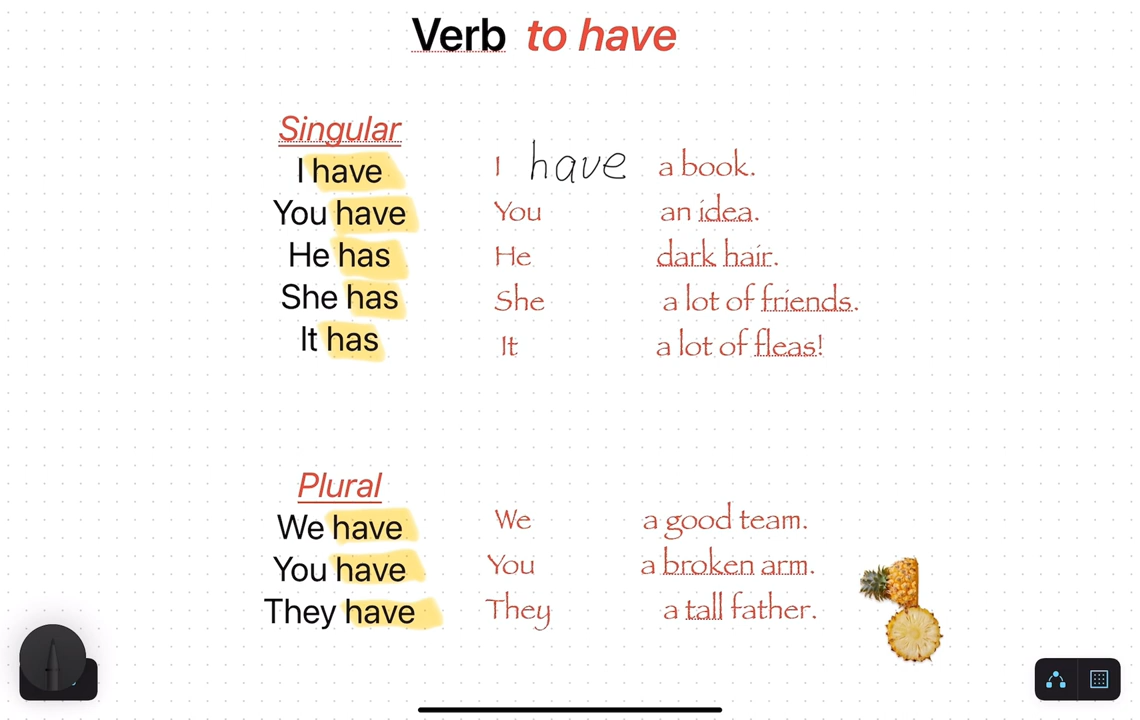 Verb to have
Singular
I have
You have
He has
She has
It has
I have a book.
You an idea.
He dark hair.
She a lot of friends.
It a lot of fleas!
Plural
We have
You have
They have
We a good team.
You a broken arm.
They a tall father.